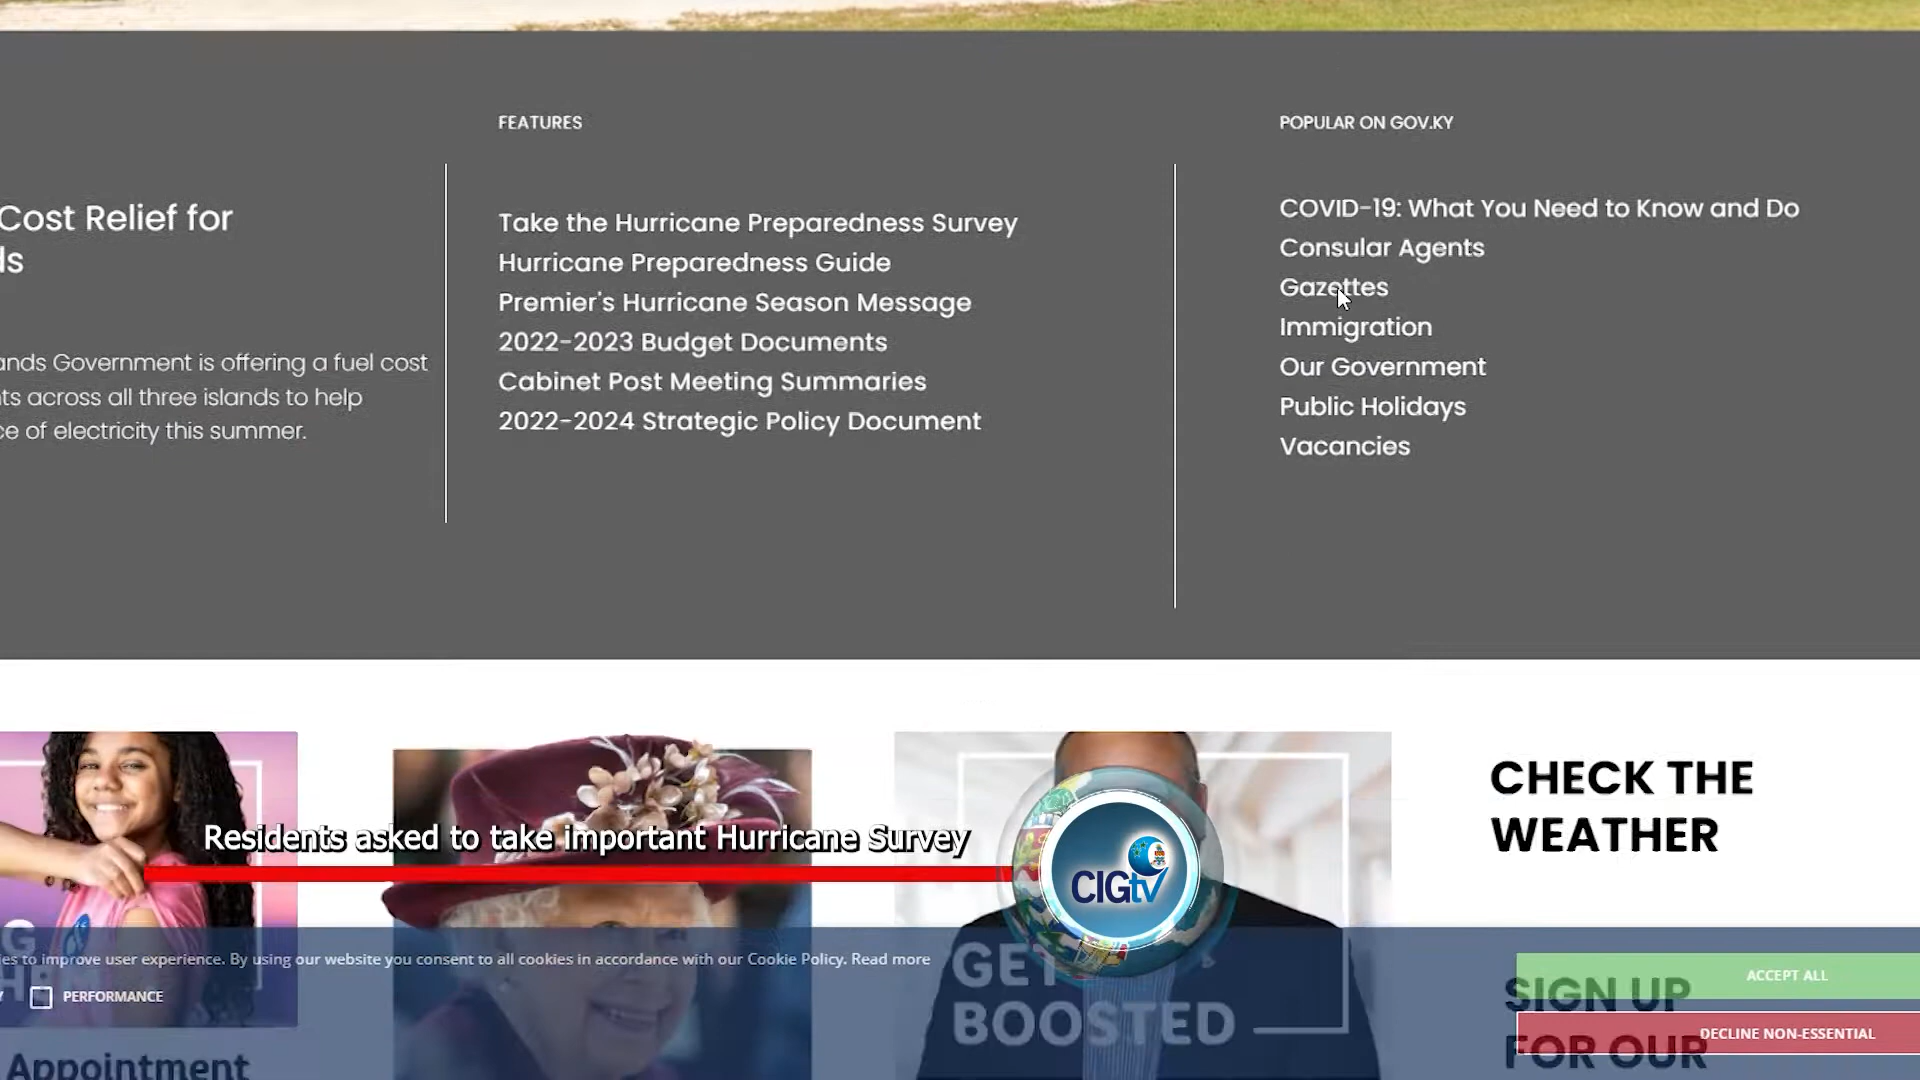 FEATURES
POPULAR ON GOV.KY
Cost Relief for
ds
ands Government is offering a fuel cost
nts across all three islands to help
ce of electricity this summer.
Take the Hurricane Preparedness Survey
Hurricane Preparedness Guide
Premier's Hurricane Season Message
2022-2023 Budget Documents
Cabinet Post Meeting Summaries
2022-2024 Strategic Policy Document
COVID-19: What You Need to Know and Do
Consular Agents
Gazettes
Immigration
Our Government
Public Holidays
Vacancies
CHECK THE
WEATHER
Residents asked to take important Hurricane Survey
CIGtv
ies to improve user experience. By using our website you consent to all cookies in accordance with our Cookie Policy. Read more
PERFORMANCE
GET
BOOSTED
ACCEPT ALL
SIGN UP
FOR OUR
DECLINE NON-ESSENTIAL
Appointment